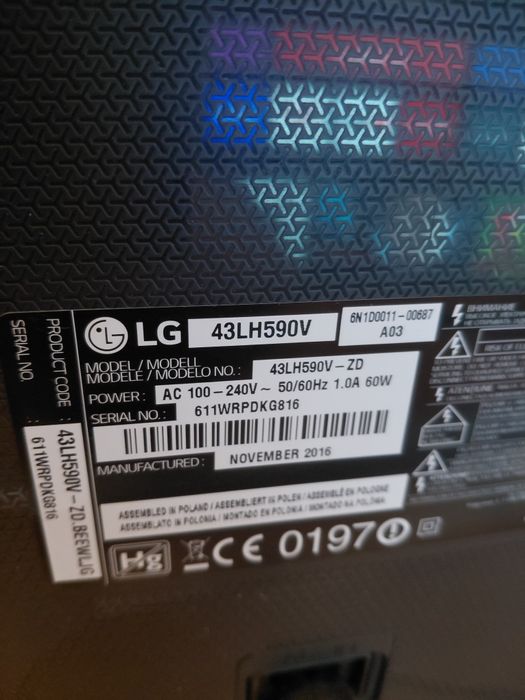 LG 43LH590V
6N1D0011-00687
A03
MODEL / MODELL
MODÈLE / MODELO NO.: 43LH590V-ZD
POWER: AC 100-240V~ 50/60Hz 1.0A 60W
SERIAL NO.: 611WRPDKG816
MANUFACTURED: NOVEMBER 2016
ASSEMBLED IN POLAND / ASSEMBLIERT IN POLEN / ASSEMBLÉ EN POLOGNE
ASSEMBLATO IN POLONIA / MONTADO EN POLONIA / MONTADO NA POLÓNIA
Hg CE 0197
PRODUCT CODE: 43LH590V-ZD.BEEWLJG
SERIAL NO. 611WRPDKG816
ВНИМАНИЕ